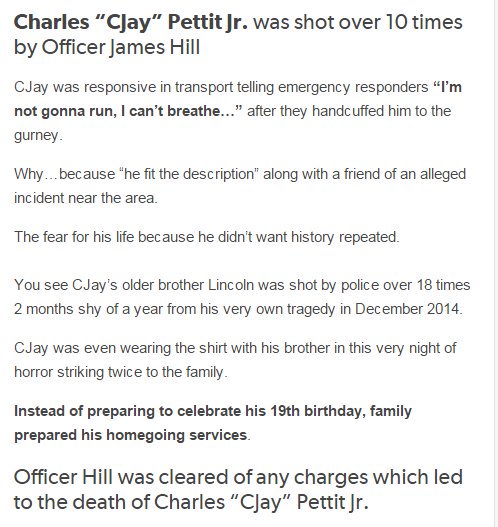 Charles “CJay” Pettit Jr. was shot over 10 times
by Officer James Hill
CJay was responsive in transport telling emergency responders “I’m
not gonna run, I can’t breathe…” after they handcuffed him to the
gurney.
Why…because “he fit the description” along with a friend of an alleged
incident near the area.
The fear for his life because he didn’t want history repeated.
You see CJay’s older brother Lincoln was shot by police over 18 times
2 months shy of a year from his very own tragedy in December 2014.
CJay was even wearing the shirt with his brother in this very night of
horror striking twice to the family.
Instead of preparing to celebrate his 19th birthday, family
prepared his homegoing services.
Officer Hill was cleared of any charges which led
to the death of Charles “CJay” Pettit Jr.